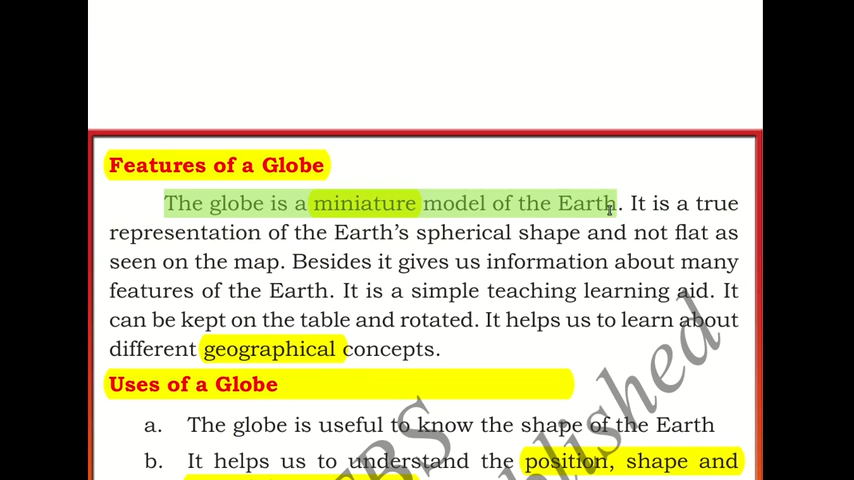 Features of a Globe
The globe is a miniature model of the Earth. It is a true
representation of the Earth's spherical shape and not flat as
seen on the map. Besides it gives us information about many
features of the Earth. It is a simple teaching learning aid. It
can be kept on the table and rotated. It helps us to learn about
different geographical concepts.
Uses of a Globe
a. The globe is useful to know the shape of the Earth
b. It helps us to understand the position, shape and